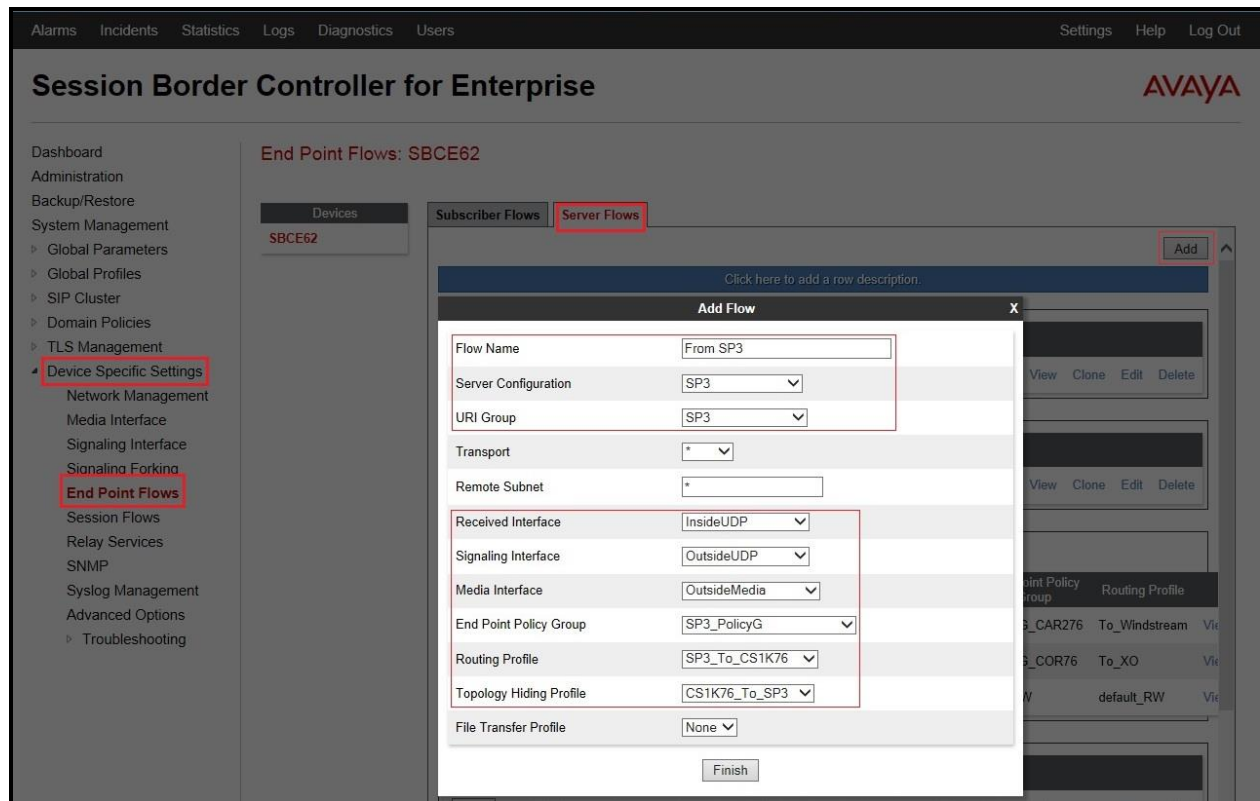 Alarms Incidents Statistics Logs Diagnostics Users Settings Help Log Out
Session Border Controller for Enterprise
AVAYA
Dashboard
Administration
Backup/Restore
System Management
Global Parameters
Global Profiles
SIP Cluster
Domain Policies
TLS Management
Device Specific Settings
Network Management
Media Interface
Signaling Interface
Signaling Forking
End Point Flows
Session Flows
Relay Services
SNMP
Syslog Management
Advanced Options
Troubleshooting
End Point Flows: SBCE62
Devices
SBCE62
Subscriber Flows Server Flows
Add
Click here to add a row description.
Add Flow X
Flow Name From SP3
Server Configuration SP3
URI Group SP3
Transport *
Remote Subnet *
Received Interface InsideUDP
Signaling Interface OutsideUDP
Media Interface OutsideMedia
End Point Policy Group SP3_PolicyG
Routing Profile SP3_To_CS1K76
Topology Hiding Profile CS1K76_To_SP3
File Transfer Profile None
Finish
View Clone Edit Delete
View Clone Edit Delete
Policy Routing Profile
_CAR276 To_Windstream
_COR76 To_XO
default_RW